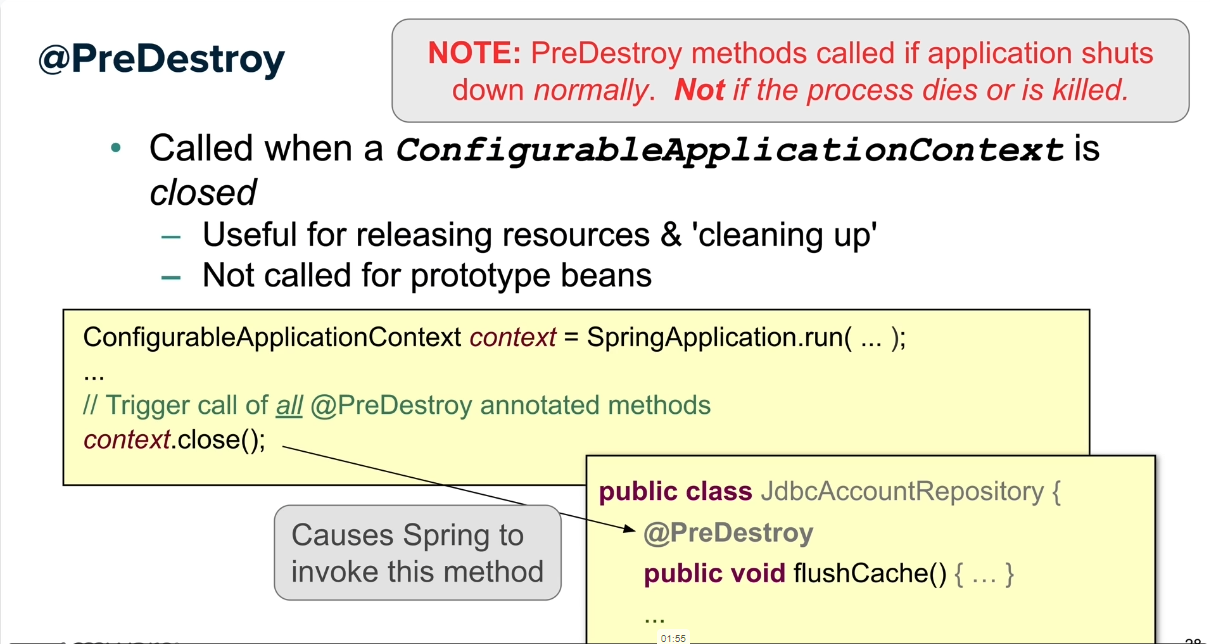 @PreDestroy
NOTE: PreDestroy methods called if application shuts
down normally. Not if the process dies or is killed.
• Called when a ConfigurableApplicationContext is
closed
– Useful for releasing resources & 'cleaning up'
– Not called for prototype beans
ConfigurableApplicationContext context = SpringApplication.run( ... );
...
// Trigger call of all @PreDestroy annotated methods
context.close();
Causes Spring to
invoke this method
public class JdbcAccountRepository {
@PreDestroy
public void flushCache() { … }
...
01:55